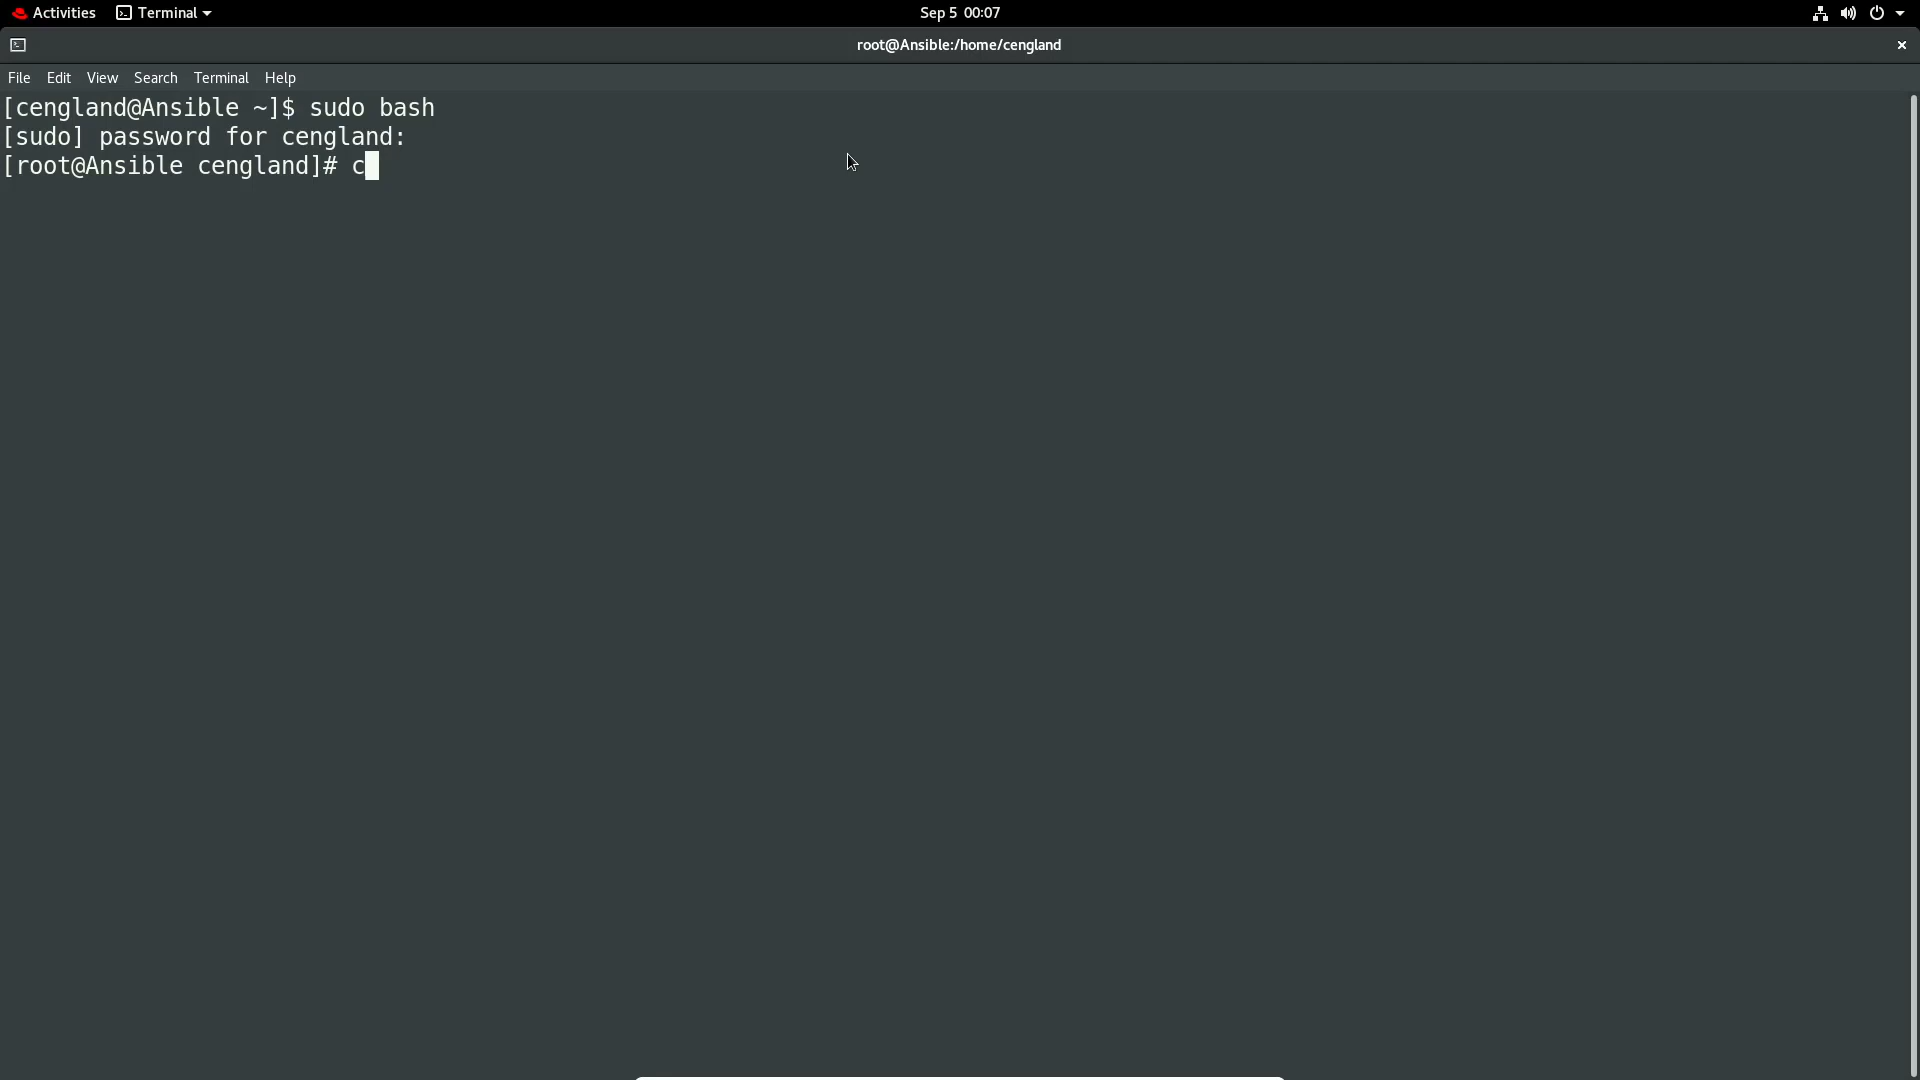 Activities Terminal Sep 5 00:07
root@Ansible:/home/cengland
File Edit View Search Terminal Help
[cengland@Ansible ~]$ sudo bash
[sudo] password for cengland:
[root@Ansible cengland]# c